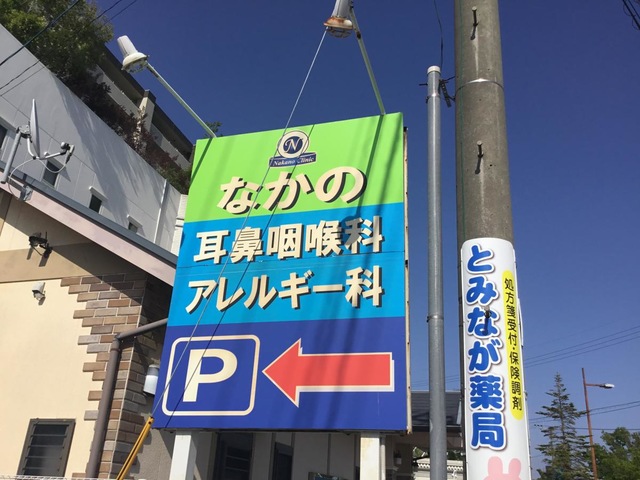 N
Nakano Clinic
なかの
耳鼻咽喉科
アレルギー科
P
とみなが薬局
処方箋受付・保険調剤